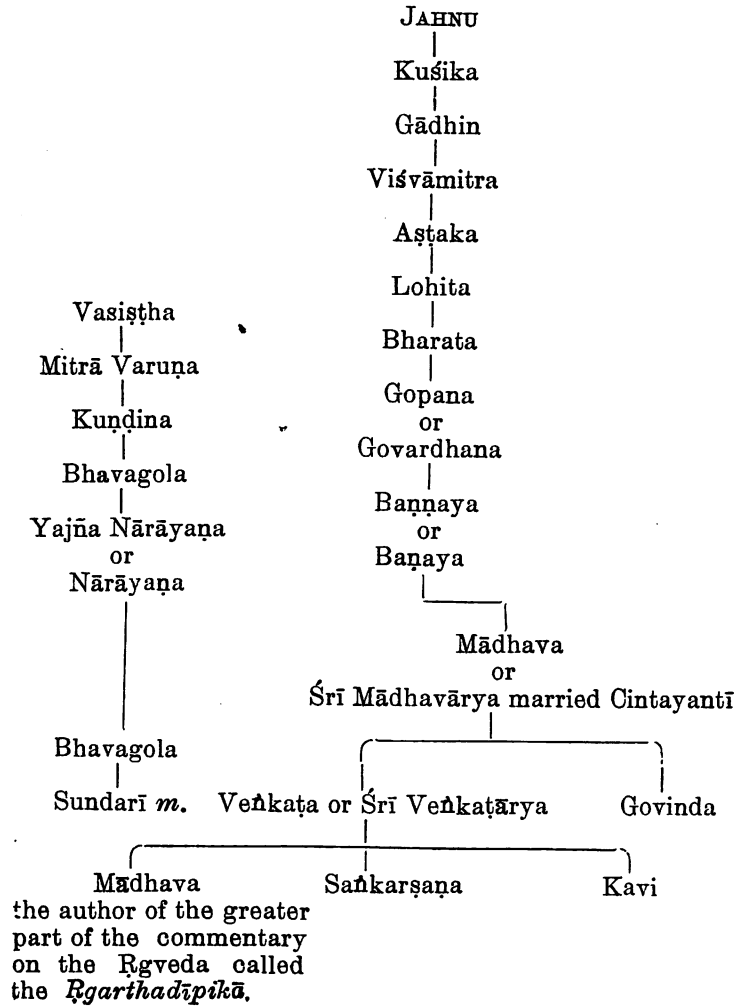 JAHNU
Kuśika
Gādhin
Viśvāmitra
Aṣṭaka
Lohita
Bharata
Gopana
or
Govardhana
Baṇṇaya
or
Baṇaya
Mādhava
or
Śrī Mādhavārya married Cintayantī
Vasiṣṭha
Mitrā Varuṇa
Kuṇḍina
Bhavagola
Yajña Nārāyaṇa
or
Nārāyaṇa
Bhavagola
Sundarī m. Veṅkaṭa or Śrī Veṅkaṭārya Govinda
Mādhava Saṅkarṣaṇa Kavi
the author of the greater
part of the commentary
on the Ṛgveda called
the Ṛgarthadīpikā.